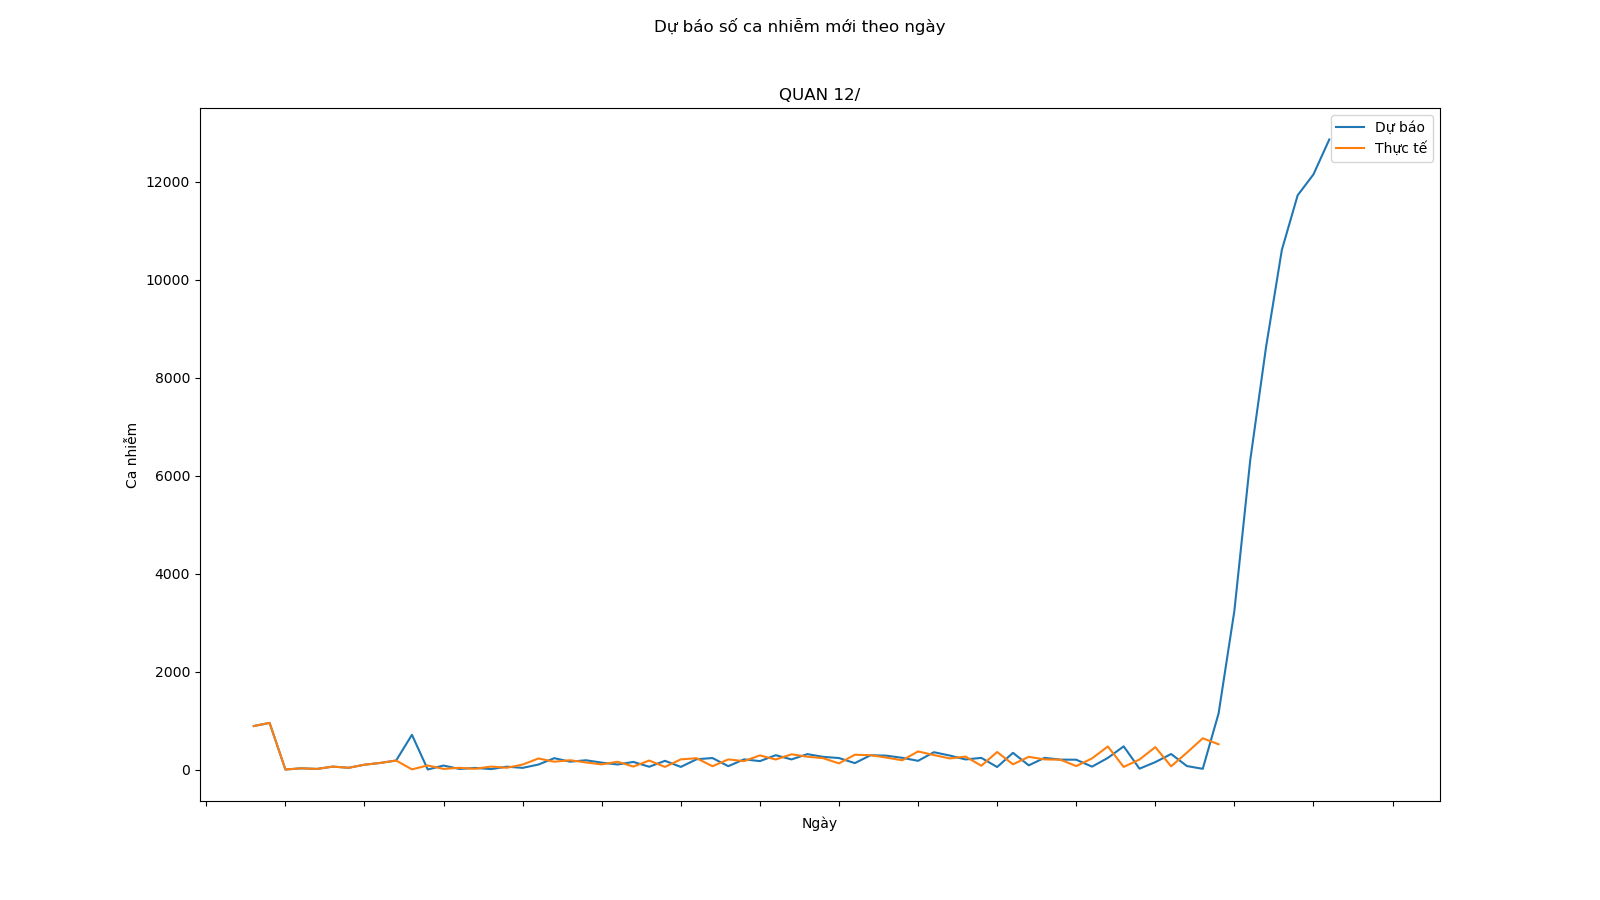 Dự báo số ca nhiễm mới theo ngày
QUAN 12/
Dự báo
Thực tế
12000
10000
8000
6000
4000
2000
0
Ca nhiễm
Ngày